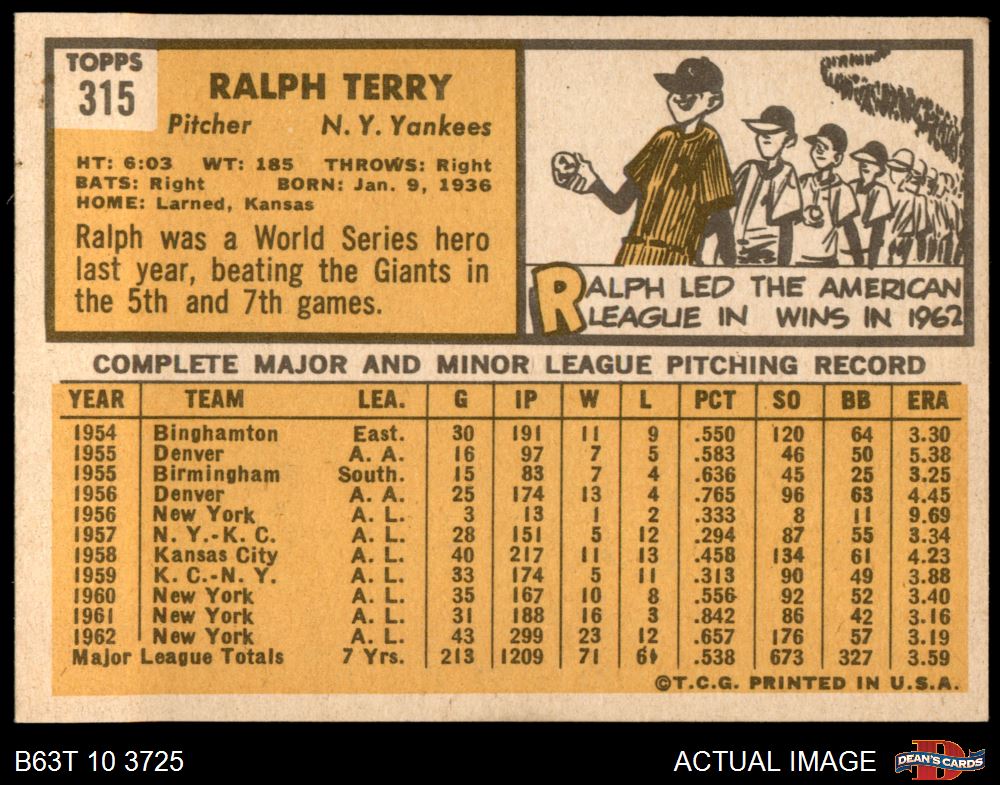 TOPPS
315
RALPH TERRY
Pitcher N. Y. Yankees
HT: 6:03 WT: 185 THROWS: Right
BATS: Right BORN: Jan. 9, 1936
HOME: Larned, Kansas
Ralph was a World Series hero
last year, beating the Giants in
the 5th and 7th games.
RALPH LED THE AMERICAN
LEAGUE IN WINS IN 1962
COMPLETE MAJOR AND MINOR LEAGUE PITCHING RECORD
YEAR TEAM LEA. G IP W L PCT SO BB ERA
1954 Binghamton East. 30 191 11 9 .550 120 64 3.30
1955 Denver A. A. 16 97 7 5 .583 46 50 5.38
1955 Birmingham South. 15 83 7 4 .636 45 25 3.25
1956 Denver A. A. 25 174 13 4 .765 96 63 4.45
1956 New York A. L. 3 13 1 2 .333 8 11 9.69
1957 N. Y.-K. C. A. L. 28 151 5 12 .294 87 55 3.34
1958 Kansas City A. L. 40 217 11 13 .458 134 61 4.23
1959 K. C.-N. Y. A. L. 33 174 5 11 .313 90 49 3.88
1960 New York A. L. 35 167 10 8 .556 92 52 3.40
1961 New York A. L. 31 188 16 3 .842 86 42 3.16
1962 New York A. L. 43 299 23 12 .657 176 57 3.19
Major League Totals 7 Yrs. 213 1209 71 61 .538 673 327 3.59
©T.C.G. PRINTED IN U.S.A.
B63T 10 3725 ACTUAL IMAGE
D
DEAN'S CARDS